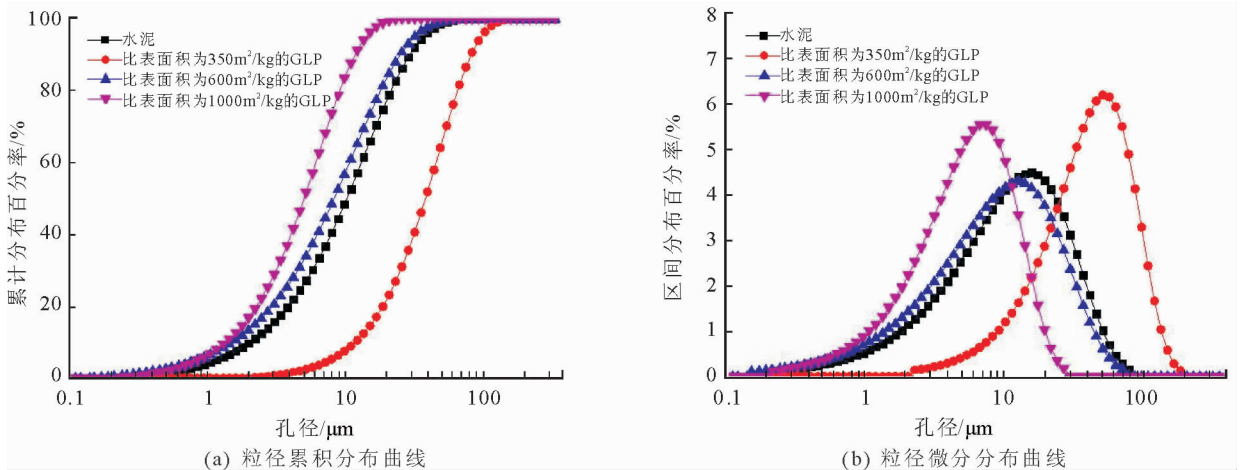 100
80
60
40
20
0
累计分布百分率/%
水泥
比表面积为350m²/kg的GLP
比表面积为600m²/kg的GLP
比表面积为1000m²/kg的GLP
0.1
1
10
100
孔径/μm
(a) 粒径累积分布曲线
8
7
6
5
4
3
2
1
0
区间分布百分率/%
水泥
比表面积为350m²/kg的GLP
比表面积为600m²/kg的GLP
比表面积为1000m²/kg的GLP
0.1
1
10
100
孔径/μm
(b) 粒径微分分布曲线